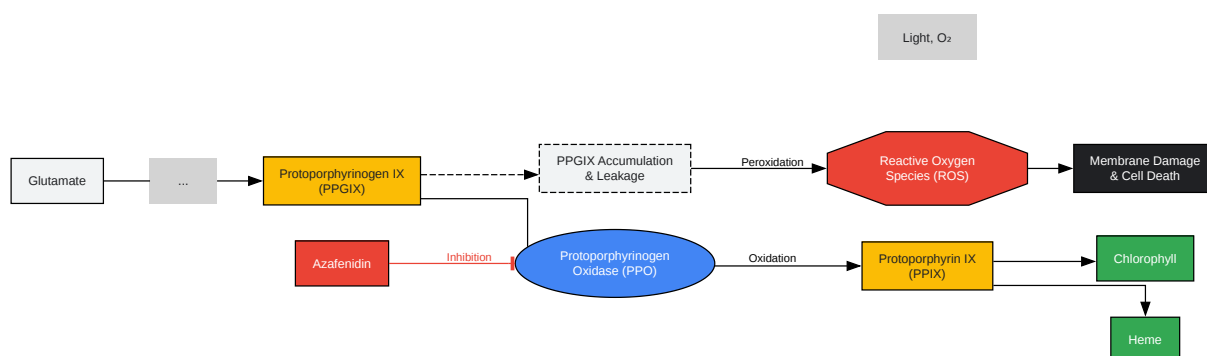 Light, O₂
Glutamate
...
Protoporphyrinogen IX
(PPGIX)
PPGIX Accumulation
& Leakage
Peroxidation
Reactive Oxygen
Species (ROS)
Membrane Damage
& Cell Death
Azafenidin
Inhibition
Protoporphyrinogen
Oxidase (PPO)
Oxidation
Protoporphyrin IX
(PPIX)
Chlorophyll
Heme